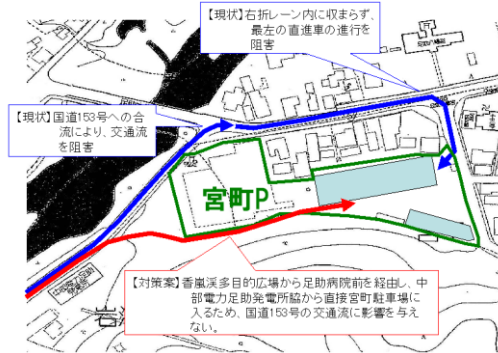 【現状】右折レーン内に収まらず、
最左の直進車の進行を
阻害
【現状】国道153号への合
流により、交通流
を阻害
宮町P
【対策案】香嵐渓多目的広場から足助病院前を経由し、中
部電力足助発電所脇から直接宮町駐車場に
入るため、国道153号の交通流に影響を与え
ない。